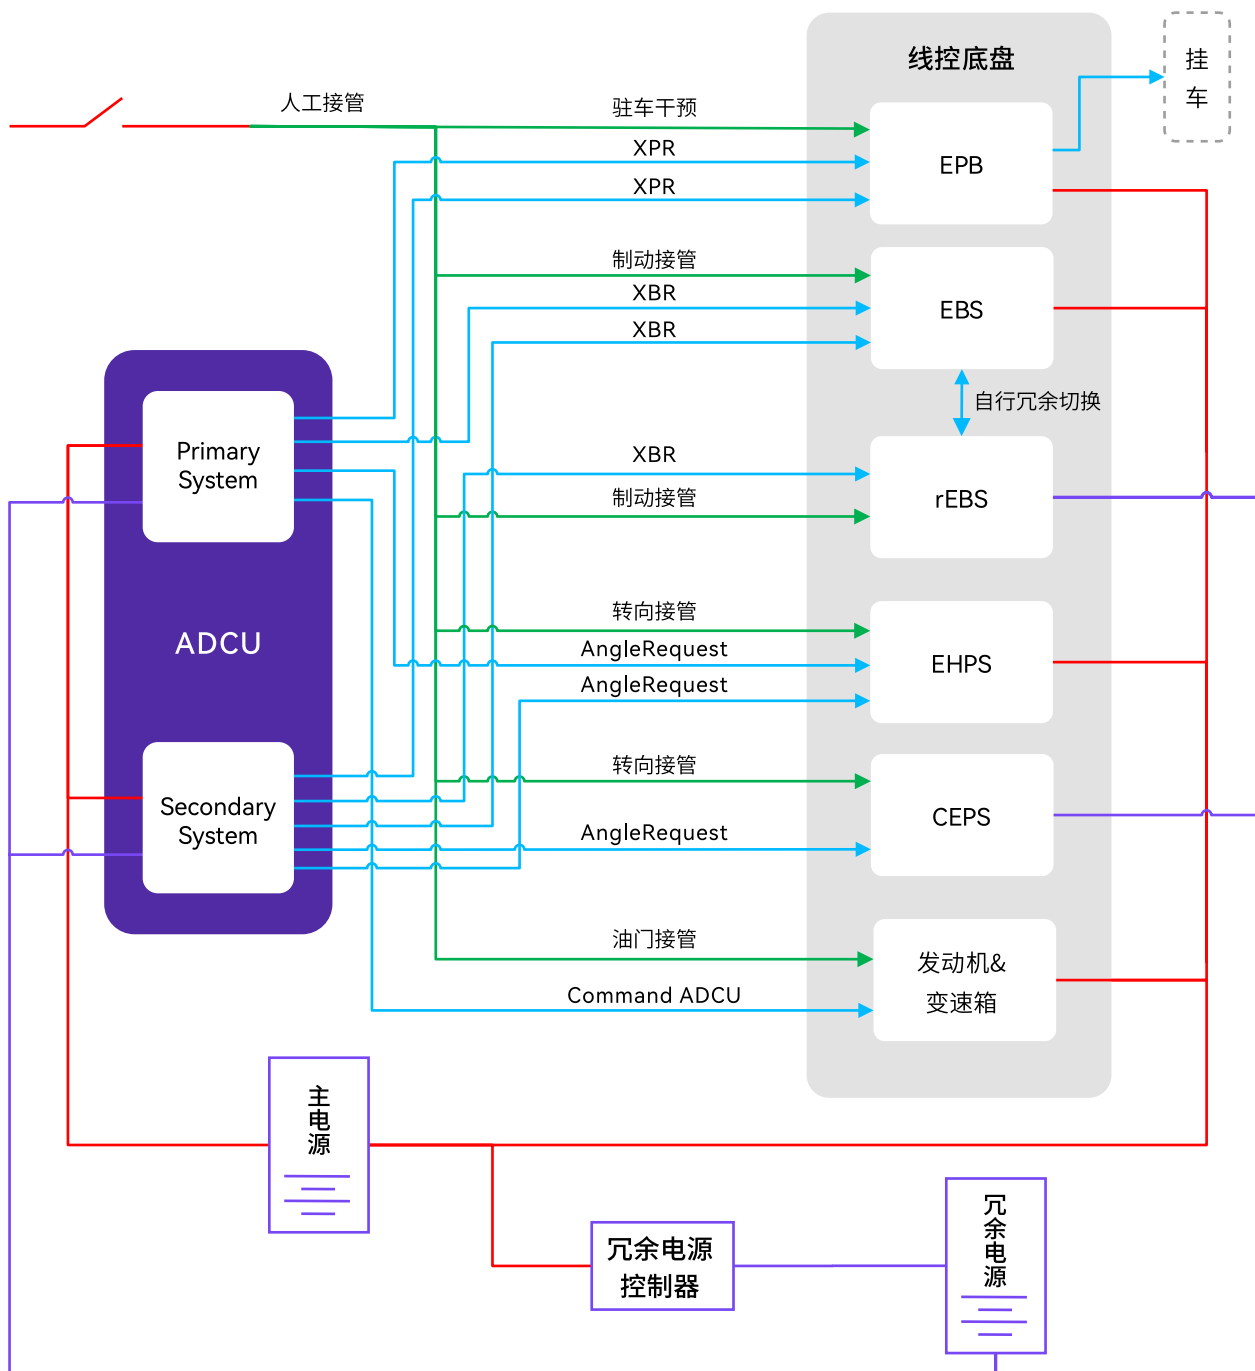 线控底盘
挂
车
人工接管
驻车干预
XPR
EPB
XPR
制动接管
XBR
EBS
XBR
自行冗余切换
Primary
System
XBR
制动接管
rEBS
转向接管
ADCU
AngleRequest
EHPS
AngleRequest
转向接管
Secondary
System
AngleRequest
CEPS
油门接管
发动机&
变速箱
Command ADCU
主
电
源
冗
余
电
源
冗余电源
控制器